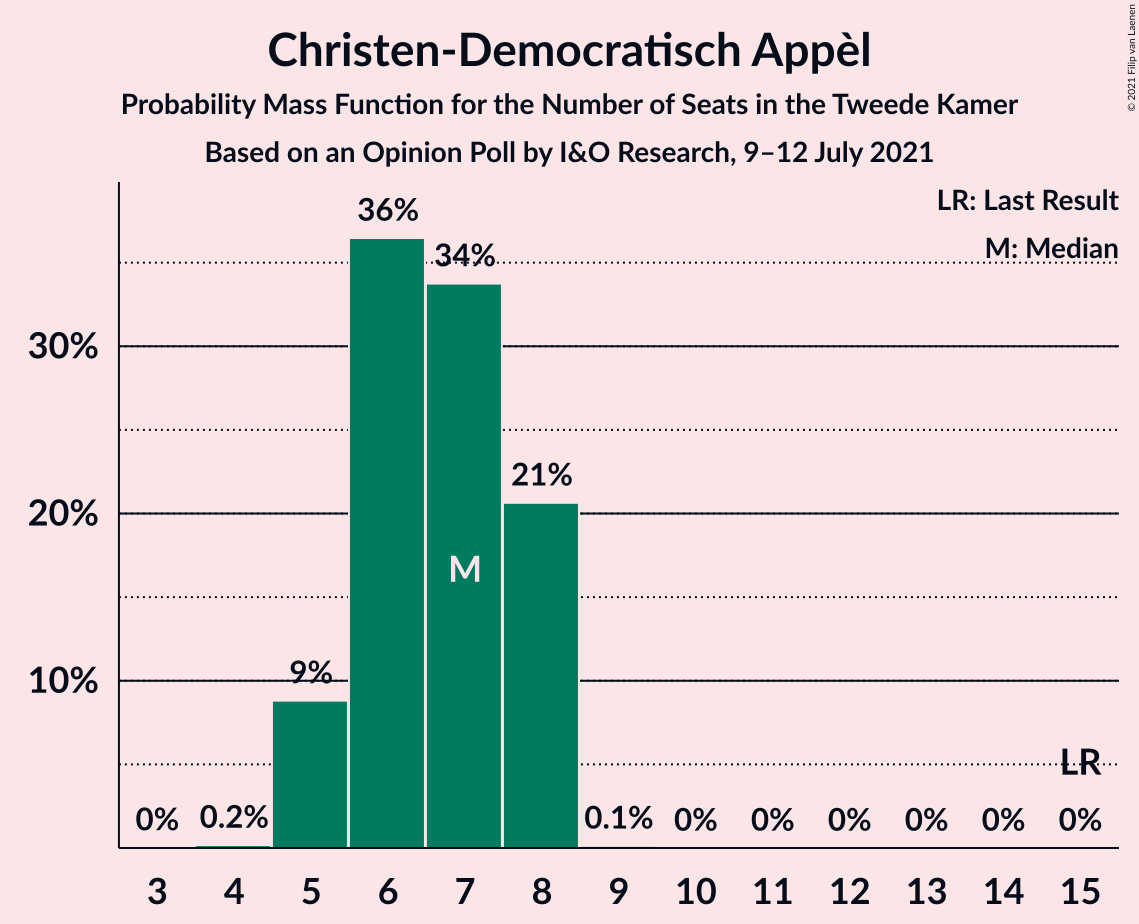 Christen-Democratisch Appèl
Probability Mass Function for the Number of Seats in the Tweede Kamer
Based on an Opinion Poll by I&O Research, 9–12 July 2021
© 2021 Filip van Laenen
LR: Last Result
M: Median
36%
34%
30%
21%
20%
M
9%
10%
LR
0% 0.2% 0.1% 0% 0% 0% 0% 0% 0%
3 4 5 6 7 8 9 10 11 12 13 14 15